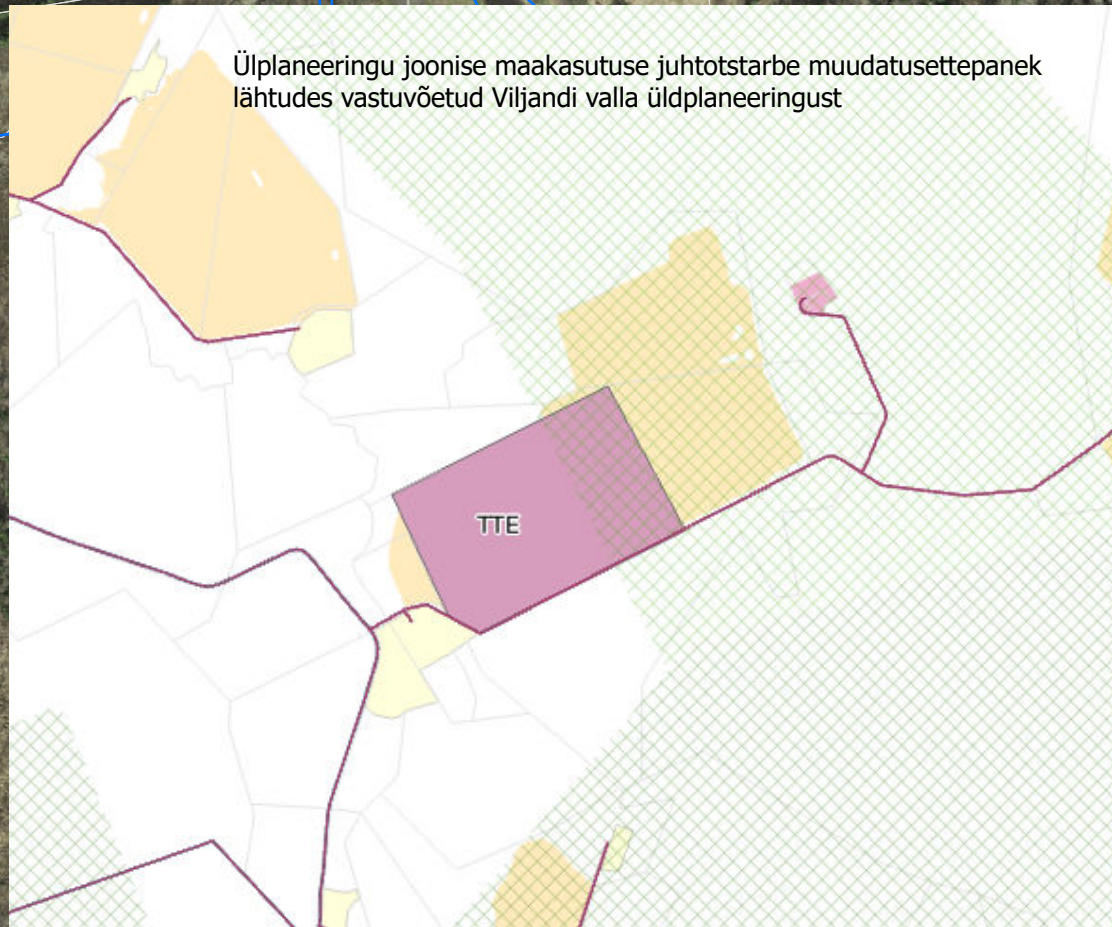 Ülplaneeringu joonise maakasutuse juhtotstarbe muudatusettepanek
lähtudes vastuvõetud Viljandi valla üldplaneeringust
TTE